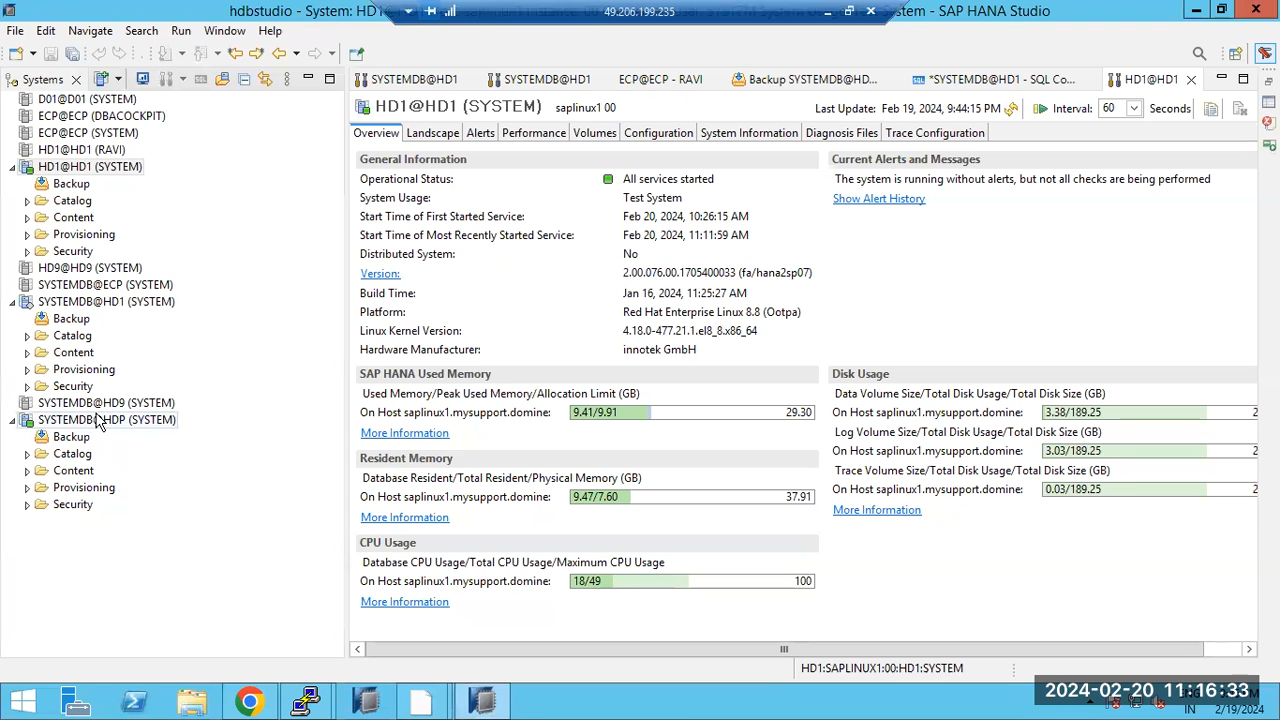 hdbstudio - System: HD1
49.206.199.235
System - SAP HANA Studio
File Edit Navigate Search Run Window Help
Systems
SYSTEMDB@HD1
SYSTEMDB@HD1
ECP@ECP - RAVI
Backup SYSTEMDB@HD...
*SYSTEMDB@HD1 - SQL Co...
HD1@HD1
D01@D01 (SYSTEM)
ECP@ECP (DBACOCKPIT)
ECP@ECP (SYSTEM)
HD1@HD1 (RAVI)
HD1@HD1 (SYSTEM)
Backup
Catalog
Content
Provisioning
Security
HD9@HD9 (SYSTEM)
SYSTEMDB@ECP (SYSTEM)
SYSTEMDB@HD1 (SYSTEM)
Backup
Catalog
Content
Provisioning
Security
SYSTEMDB@HD9 (SYSTEM)
SYSTEMDB@HDP (SYSTEM)
Backup
Catalog
Content
Provisioning
Security
HD1@HD1 (SYSTEM) saplinux1 00
Last Update: Feb 19, 2024, 9:44:15 PM
Interval: 60 Seconds
Overview Landscape Alerts Performance Volumes Configuration System Information Diagnosis Files Trace Configuration
General Information
Operational Status: All services started
System Usage: Test System
Start Time of First Started Service: Feb 20, 2024, 10:26:15 AM
Start Time of Most Recently Started Service: Feb 20, 2024, 11:11:59 AM
Distributed System: No
Version: 2.00.076.00.1705400033 (fa/hana2sp07)
Build Time: Jan 16, 2024, 11:25:27 AM
Platform: Red Hat Enterprise Linux 8.8 (Ootpa)
Linux Kernel Version: 4.18.0-477.21.1.el8_8.x86_64
Hardware Manufacturer: innotek GmbH
Current Alerts and Messages
The system is running without alerts, but not all checks are being performed
Show Alert History
SAP HANA Used Memory
Used Memory/Peak Used Memory/Allocation Limit (GB)
On Host saplinux1.mysupport.domine: 9.41/9.91 29.30
More Information
Resident Memory
Database Resident/Total Resident/Physical Memory (GB)
On Host saplinux1.mysupport.domine: 9.47/7.60 37.91
More Information
CPU Usage
Database CPU Usage/Total CPU Usage/Maximum CPU Usage
On Host saplinux1.mysupport.domine: 18/49 100
More Information
Disk Usage
Data Volume Size/Total Disk Usage/Total Disk Size (GB)
On Host saplinux1.mysupport.domine: 3.38/189.25 2
Log Volume Size/Total Disk Usage/Total Disk Size (GB)
On Host saplinux1.mysupport.domine: 3.03/189.25 2
Trace Volume Size/Total Disk Usage/Total Disk Size (GB)
On Host saplinux1.mysupport.domine: 0.03/189.25 2
More Information
HD1:SAPLINUX1:00:HD1:SYSTEM
2024-02-20 11:16:33
IN 2/19/2024